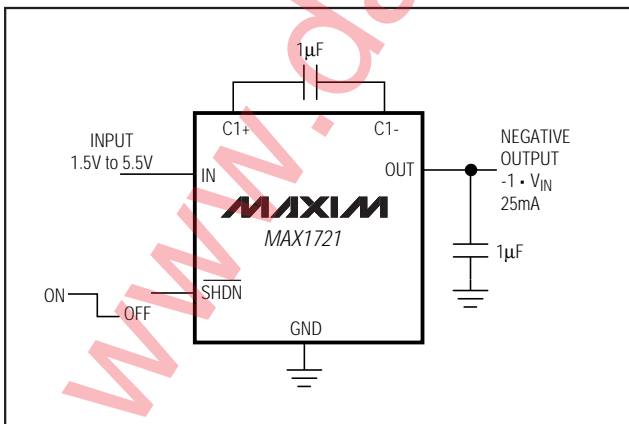 1μF
C1+
C1-
INPUT
1.5V to 5.5V
IN
OUT
NEGATIVE
OUTPUT
-1 • VIN
25mA
MAXIM
MAX1721
1μF
ON
OFF
SHDN
GND
www.da